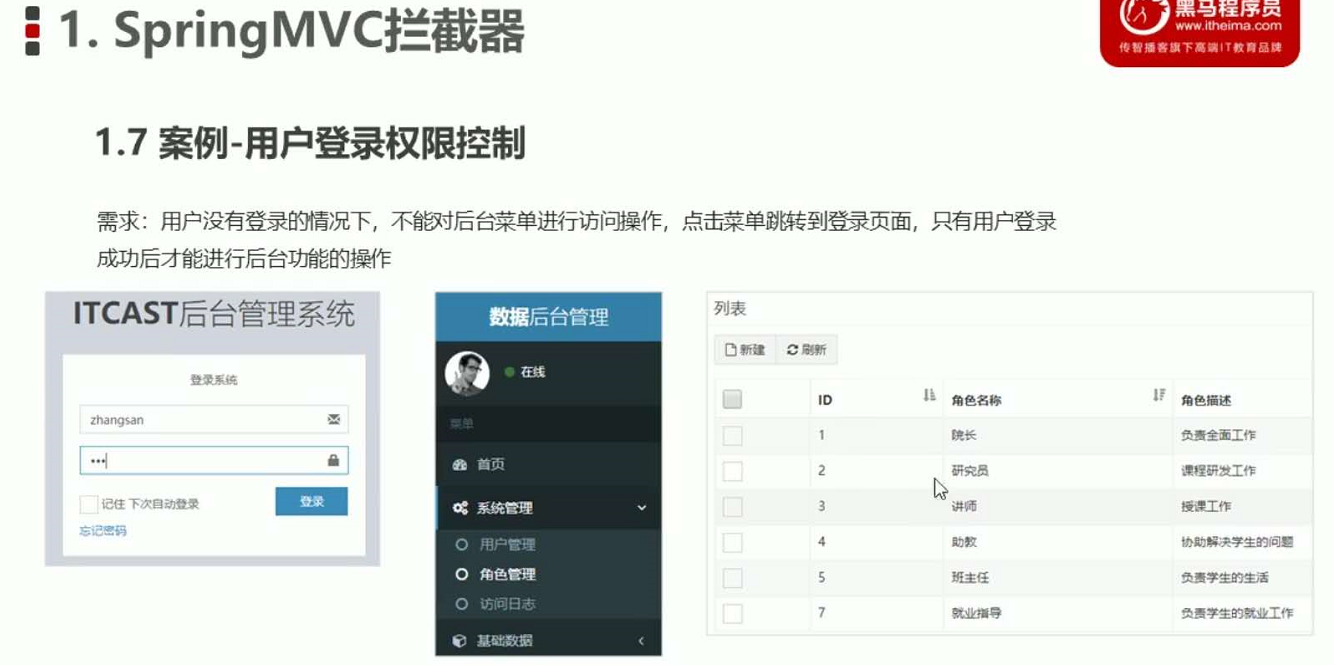 1. SpringMVC拦截器
黑马程序员
www.itheima.com
传智播客旗下高端IT教育品牌
1.7 案例-用户登录权限控制
需求：用户没有登录的情况下，不能对后台菜单进行访问操作，点击菜单跳转到登录页面，只有用户登录
成功后才能进行后台功能的操作
ITCAST后台管理系统
登录系统
zhangsan
•••
记住 下次自动登录
登录
忘记密码
数据后台管理
在线
菜单
首页
系统管理
用户管理
角色管理
访问日志
基础数据
列表
新建 刷新
ID 角色名称 角色描述
1 院长 负责全面工作
2 研究员 课程研发工作
3 讲师 授课工作
4 助教 协助解决学生的问题
5 班主任 负责学生的生活
7 就业指导 负责学生的就业工作